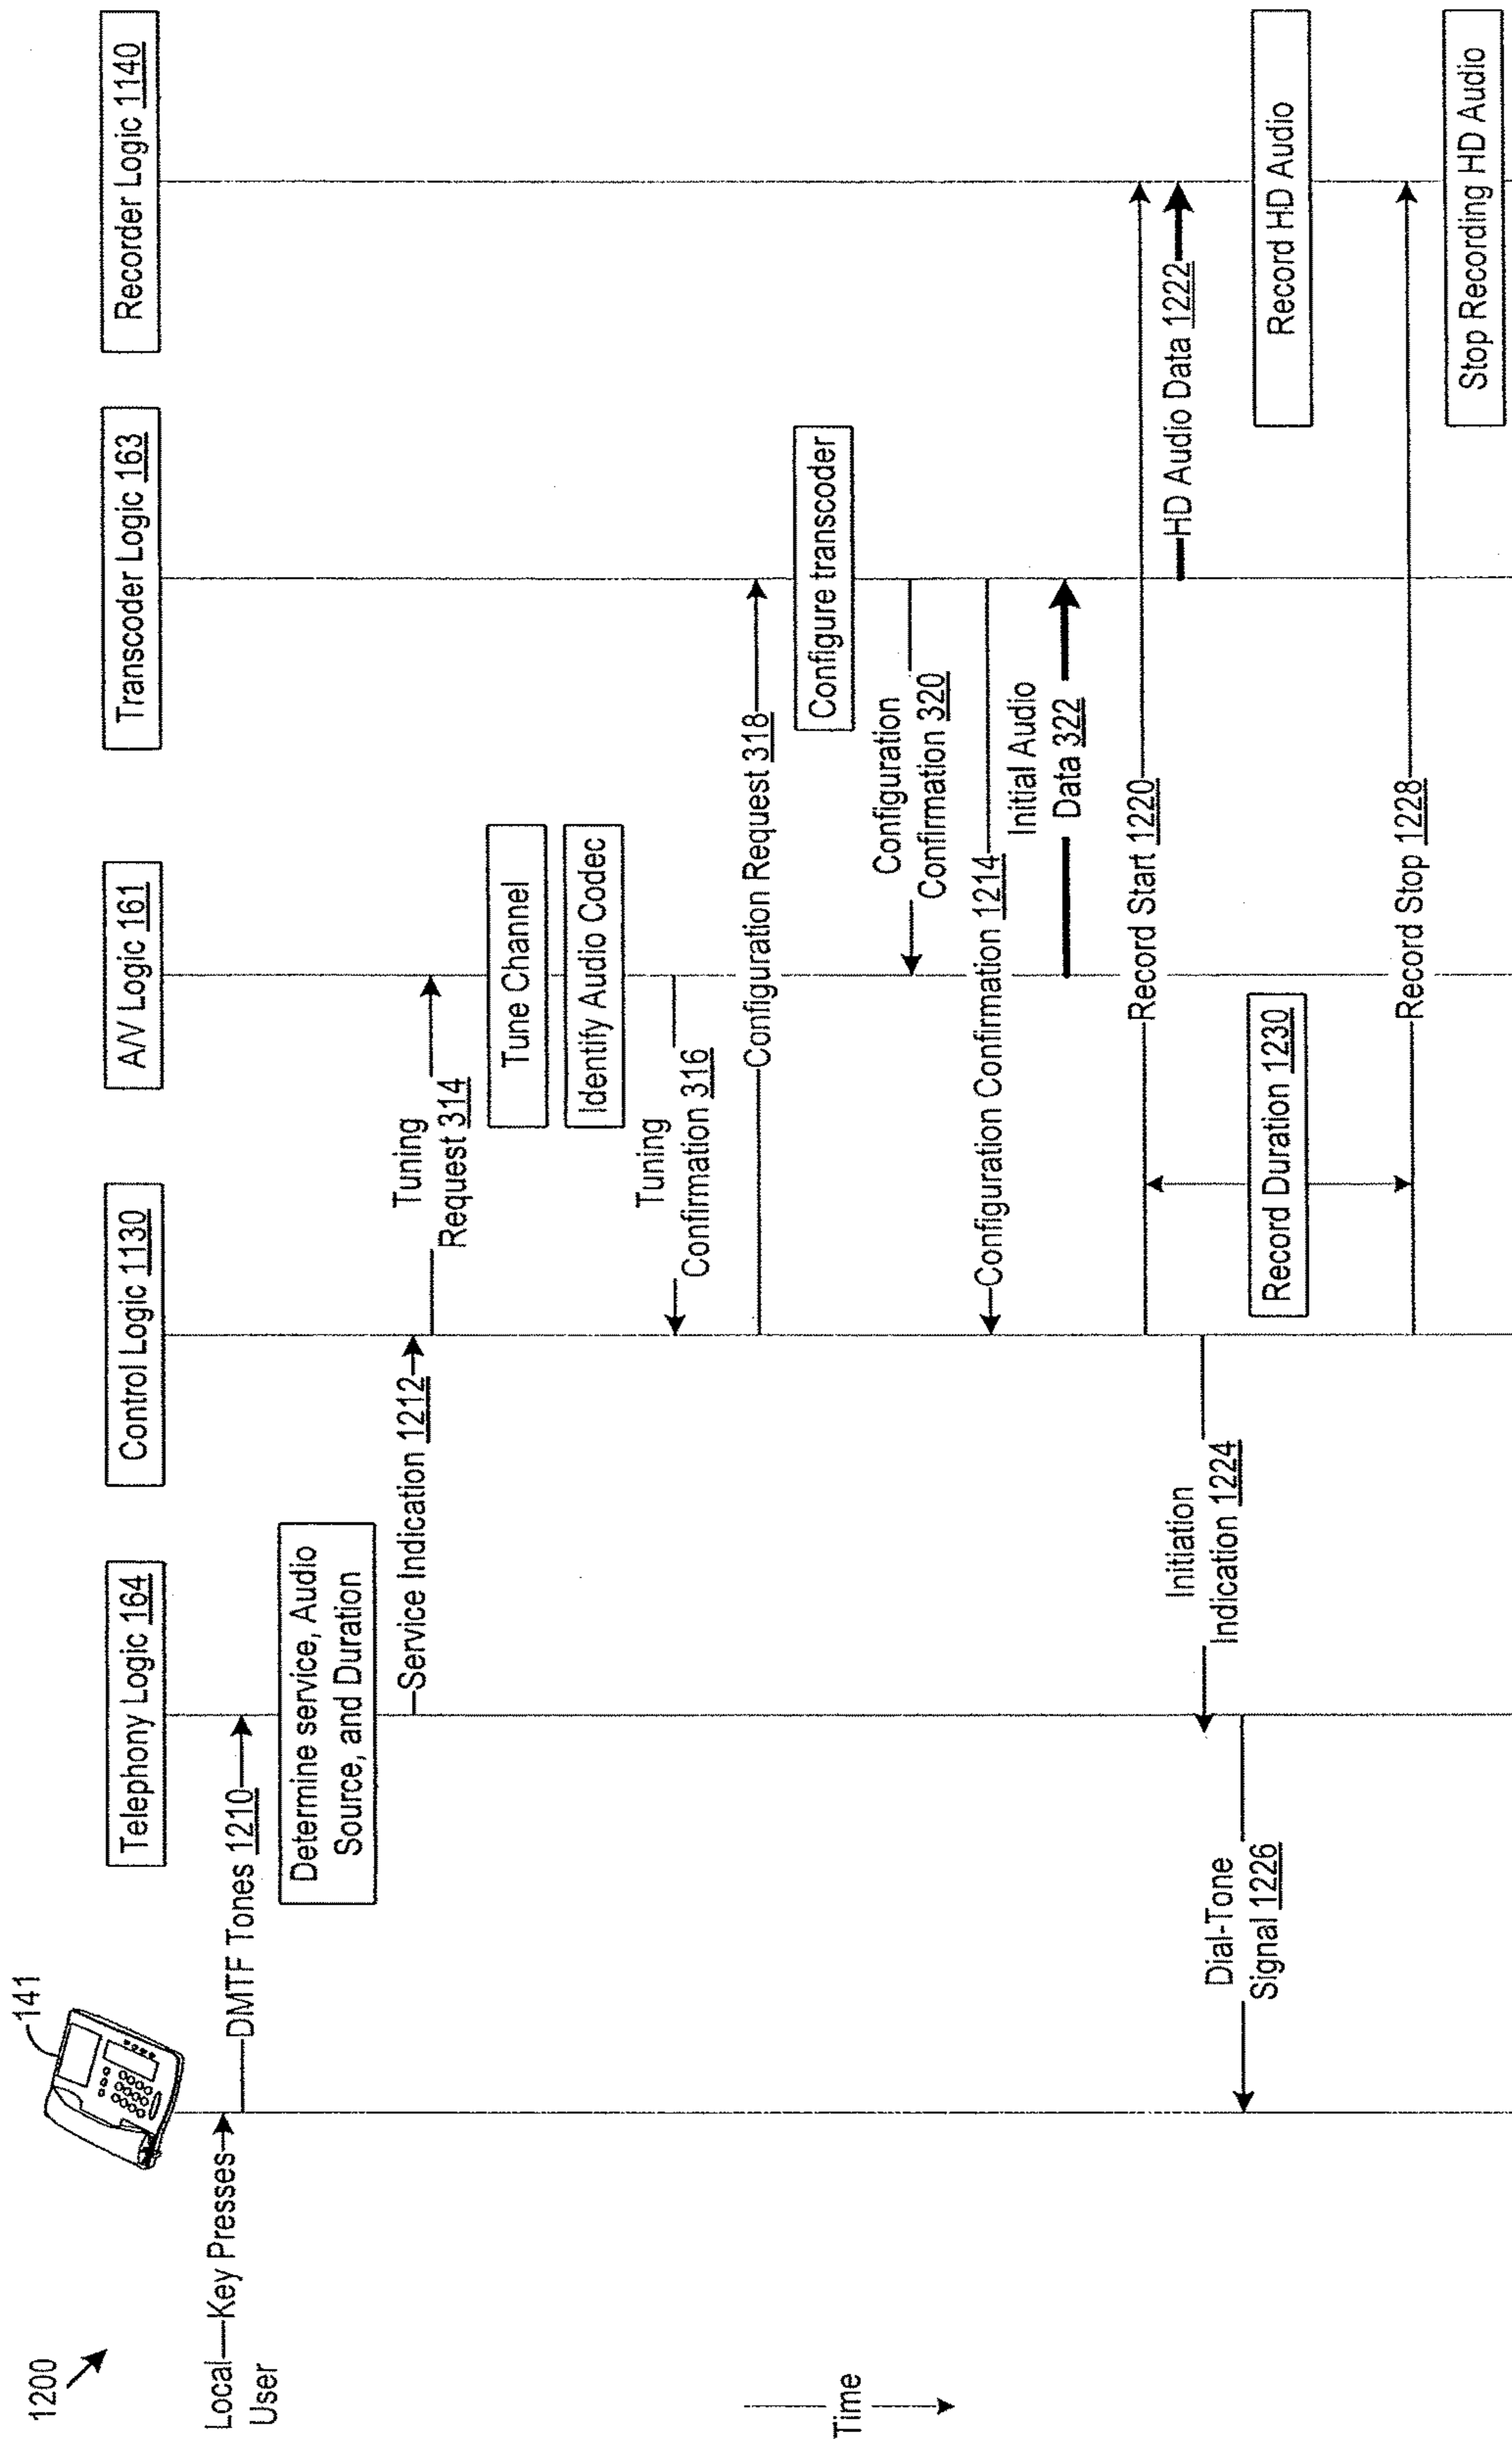 1200
141
Telephony Logic 164
Control Logic 1130
A/V Logic 161
Transcoder Logic 163
Recorder Logic 1140
Local
User
Key Presses
DMTF Tones 1210
Determine service, Audio
Source, and Duration
Service Indication 1212
Tuning
Request 314
Tune Channel
Identify Audio Codec
Tuning
Confirmation 316
Configuration Request 318
Configure transcoder
Configuration
Confirmation 320
Configuration Confirmation 1214
Initial Audio
Data 322
Record Start 1220
HD Audio Data 1222
Initiation
Indication 1224
Dial-Tone
Signal 1226
Record Duration 1230
Record HD Audio
Record Stop 1228
Stop Recording HD Audio
Time